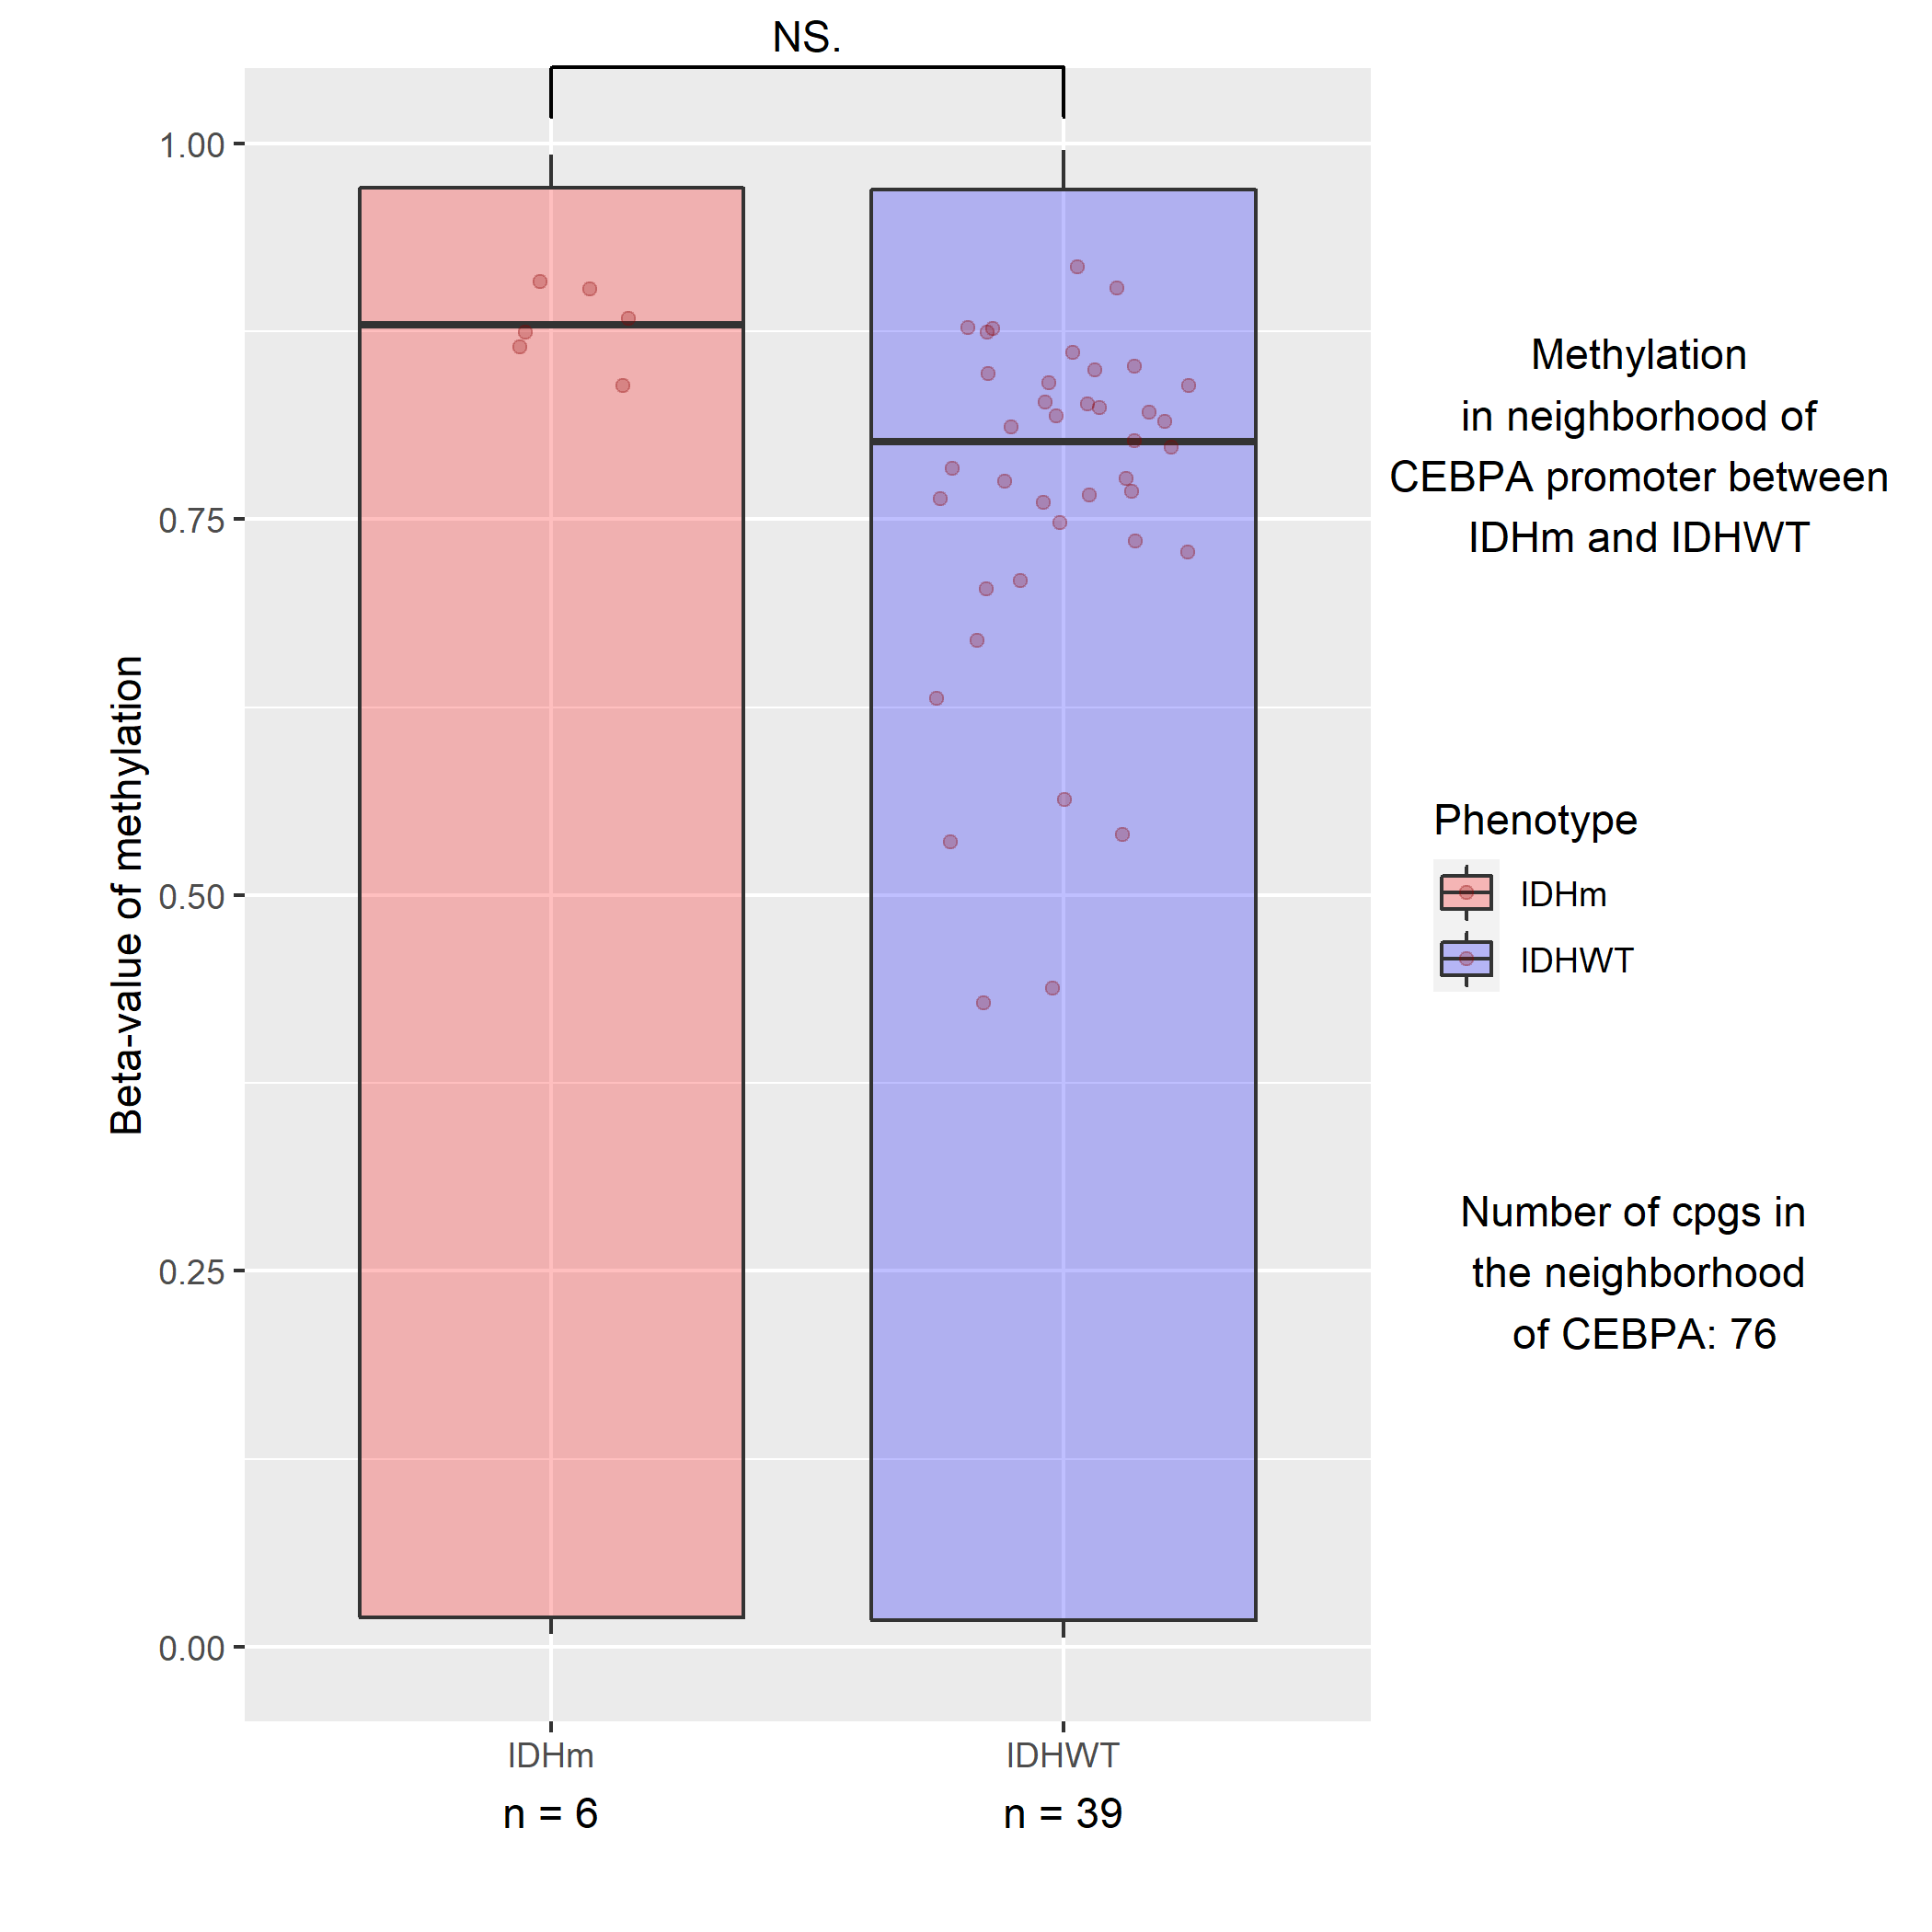 NS.
1.00
0.75
0.50
0.25
0.00
Beta-value of methylation
IDHm
IDHWT
n = 6
n = 39
Methylation
in neighborhood of
CEBPA promoter between
IDHm and IDHWT
Phenotype
IDHm
IDHWT
Number of cpgs in
the neighborhood
of CEBPA: 76